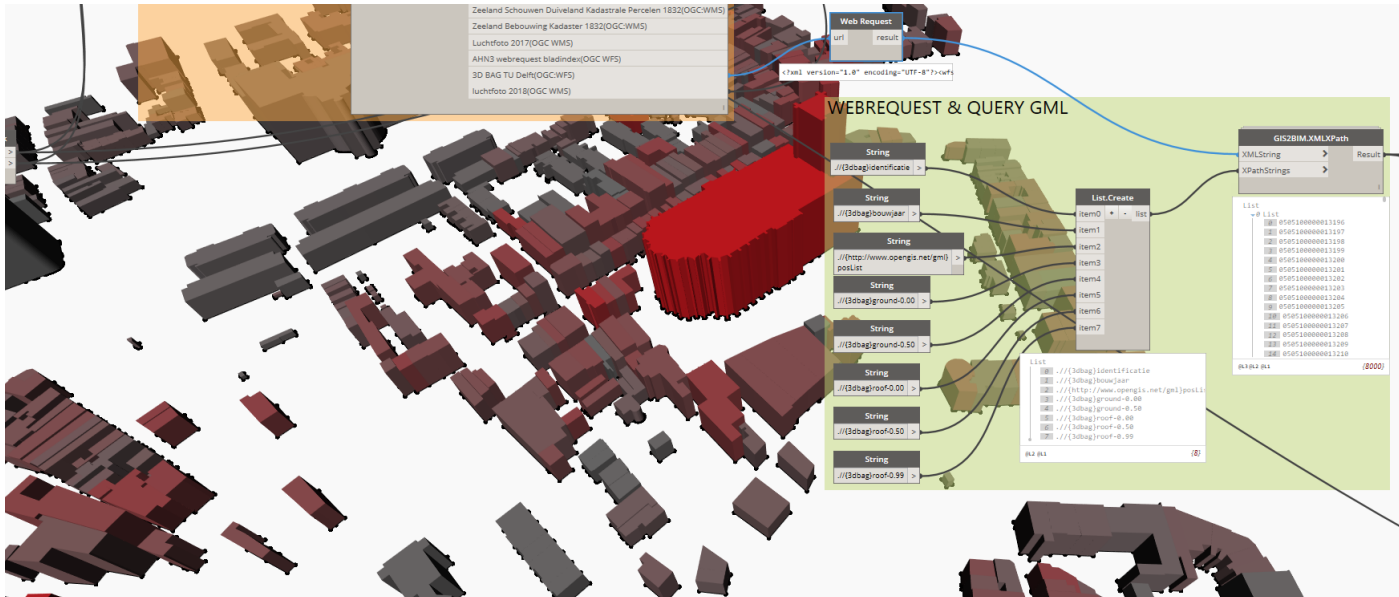 Zeeland Schouwen Duiveland Kadastrale Percelen 1832(OGC:WMS)
Zeeland Bebouwing Kadaster 1832(OGC:WMS)
Luchtfoto 2017(OGC WMS)
AHN3 webrequest bladindex(OGC WFS)
3D BAG TU Delft(OGC:WFS)
luchtfoto 2018(OGC WMS)
Web Request
url
result
<?xml version="1.0" encoding="UTF-8"?><wfs
WEBREQUEST & QUERY GML
String
.//{3dbag}identificatie >
String
.//{3dbag}bouwjaar >
String
.//{http://www.opengis.net/gml}
posList
>
String
.//{3dbag}ground-0.00 >
String
.//{3dbag}ground-0.50 >
String
.//{3dbag}roof-0.00 >
String
.//{3dbag}roof-0.50 >
String
.//{3dbag}roof-0.99 >
List.Create
item0 + - list
item1
item2
item3
item4
item5
item6
item7
List
0 .//{3dbag}identificatie
1 .//{3dbag}bouwjaar
2 .//{http://www.opengis.net/gml}posLis
3 .//{3dbag}ground-0.00
4 .//{3dbag}ground-0.50
5 .//{3dbag}roof-0.00
6 .//{3dbag}roof-0.50
7 .//{3dbag}roof-0.99
@L2 @L1
{8}
GIS2BIM.XMLXPath
XMLString >
Result
XPathStrings >
List
0 List
0 0505100000013196
1 0505100000013197
2 0505100000013198
3 0505100000013199
4 0505100000013200
5 0505100000013201
6 0505100000013202
7 0505100000013203
8 0505100000013204
9 0505100000013205
10 0505100000013206
11 0505100000013207
12 0505100000013208
13 0505100000013209
14 0505100000013210
@L3 @L2 @L1
{8000}